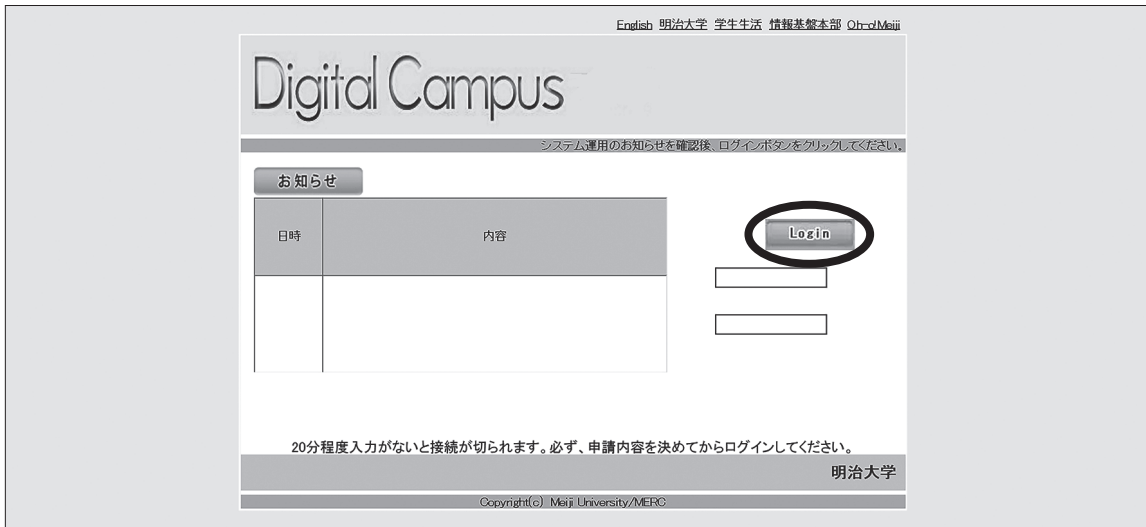 English 明治大学 学生生活 情報基盤本部 Oh-o!Meiji
Digital Campus
システム運用のお知らせを確認後、ログインボタンをクリックしてください。
お知らせ
日時 内容
Login
20分程度入力がないと接続が切られます。必ず、申請内容を決めてからログインしてください。
明治大学
Copyright(c) Meiji University/MERC